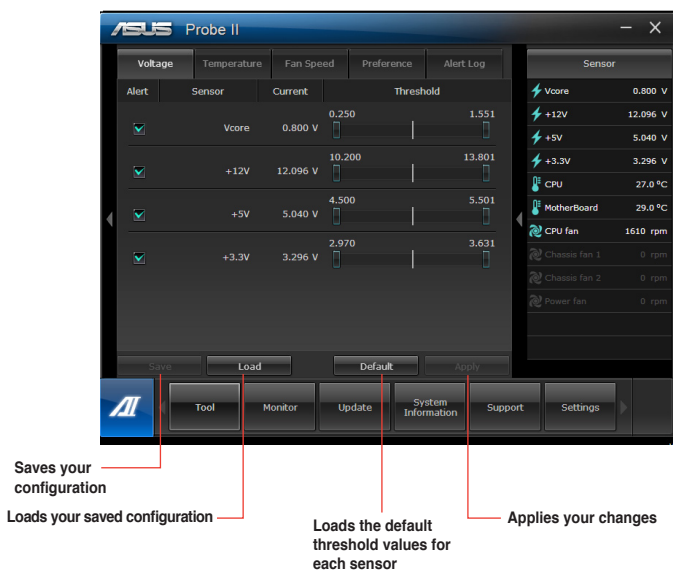 ASUS Probe II
Voltage Temperature Fan Speed Preference Alert Log
Alert Sensor Current Threshold
Vcore 0.800 V 0.250 1.551
+12V 12.096 V 10.200 13.801
+5V 5.040 V 4.500 5.501
+3.3V 3.296 V 2.970 3.631
Save Load Default Apply
Sensor
Vcore 0.800 V
+12V 12.096 V
+5V 5.040 V
+3.3V 3.296 V
CPU 27.0 ºC
MotherBoard 29.0 ºC
CPU fan 1610 rpm
Chassis fan 1 0 rpm
Chassis fan 2 0 rpm
Power fan 0 rpm
AI
Tool
Monitor
Update
System
Information
Support
Settings
Saves your
configuration
Loads your saved configuration
Loads the default
threshold values for
each sensor
Applies your changes